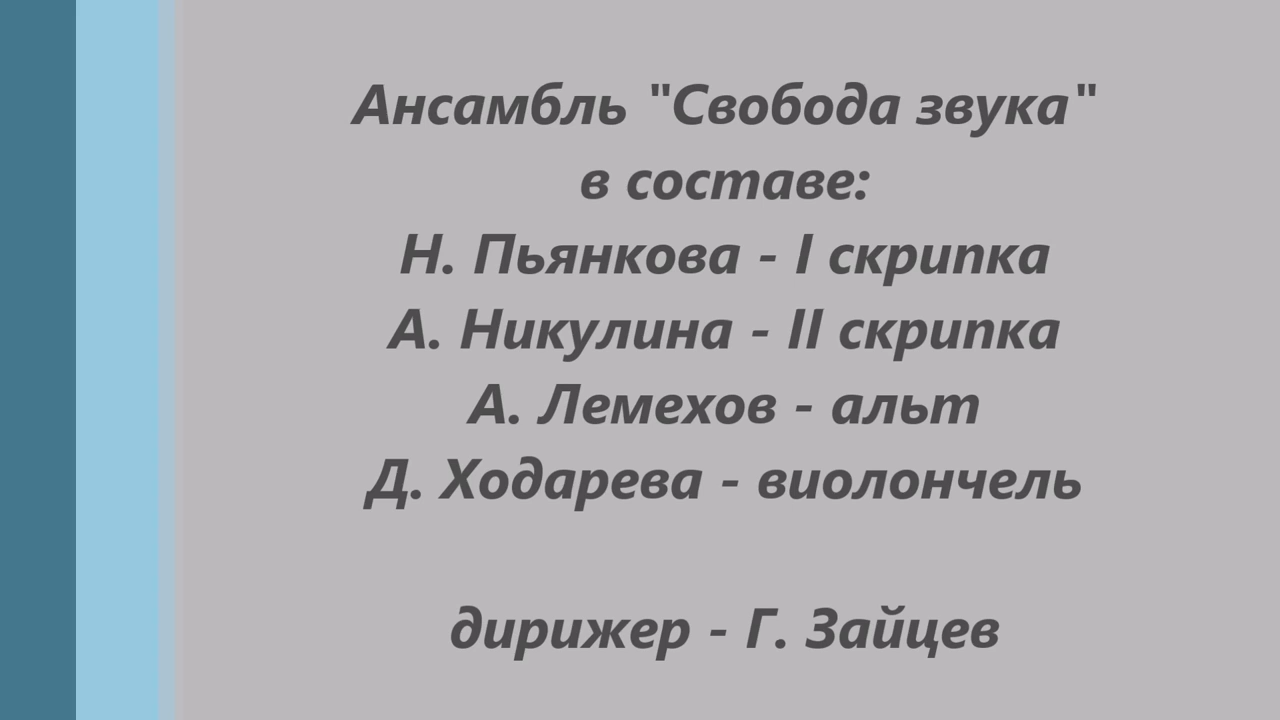 Ансамбль "Свобода звука"
в составе:
Н. Пьянкова - I скрипка
А. Никулина - II скрипка
А. Лемехов - альт
Д. Ходарева - виолончель
дирижер - Г. Зайцев